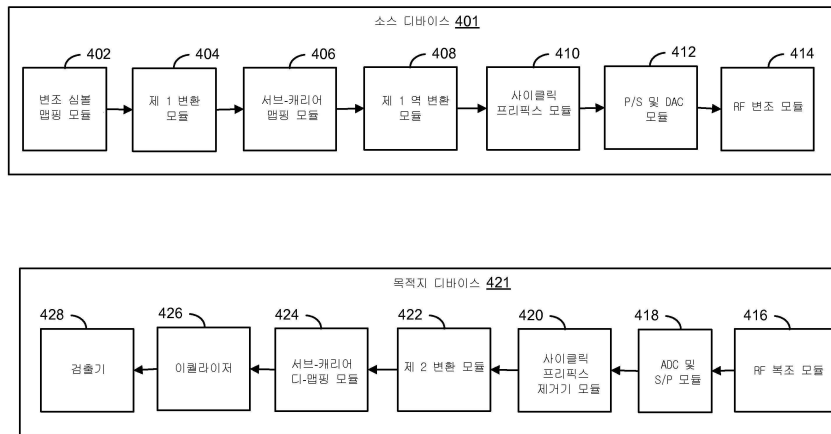 소스 디바이스 401
402
404
406
408
410
412
414
변조 심볼
맵핑 모듈
제 1 변환
모듈
서브-캐리어
맵핑 모듈
제 1 역 변환
모듈
사이클릭
프리픽스 모듈
P/S 및 DAC
모듈
RF 변조 모듈
목적지 디바이스 421
428
426
424
422
420
418
416
검출기
이퀄라이저
서브-캐리어
디-맵핑 모듈
제 2 변환 모듈
사이클릭
프리픽스
제거기 모듈
ADC 및
S/P 모듈
RF 복조 모듈